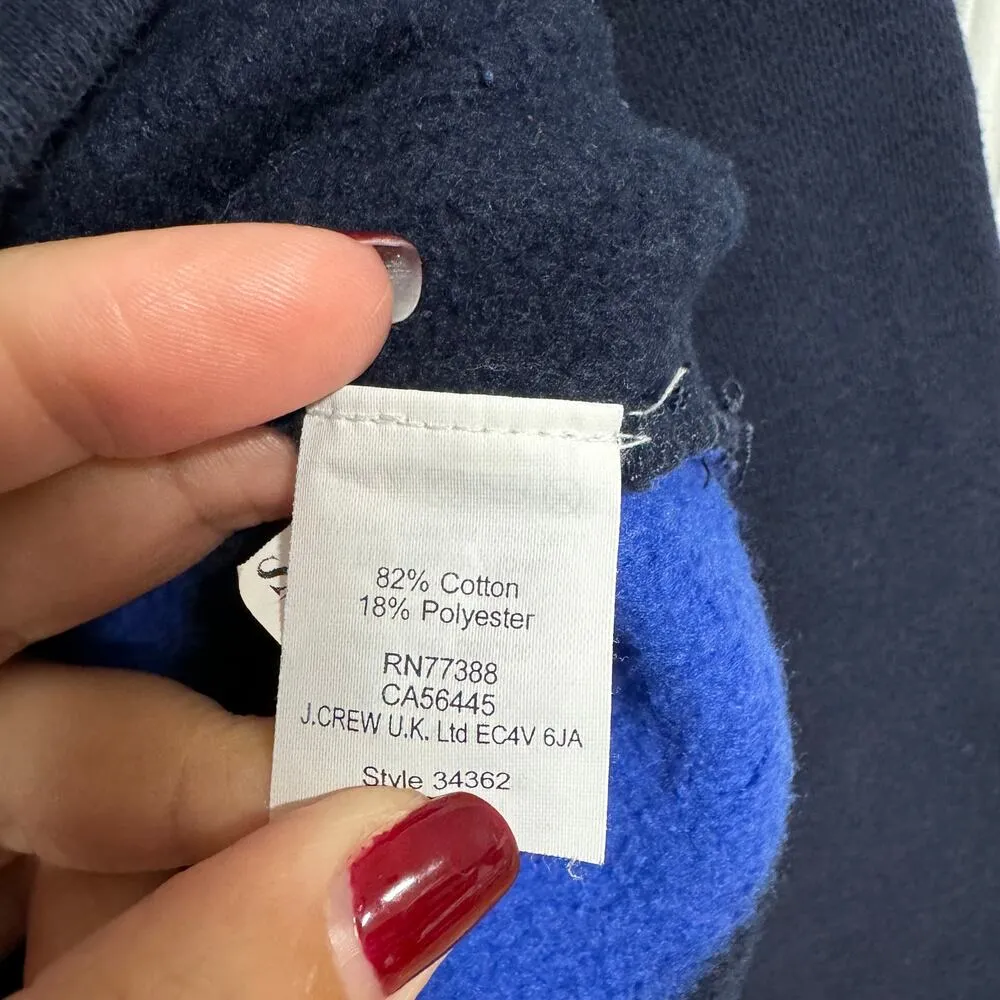 82% Cotton
18% Polyester
RN77388
CA56445
J.CREW U.K. Ltd EC4V 6JA
Style 34362